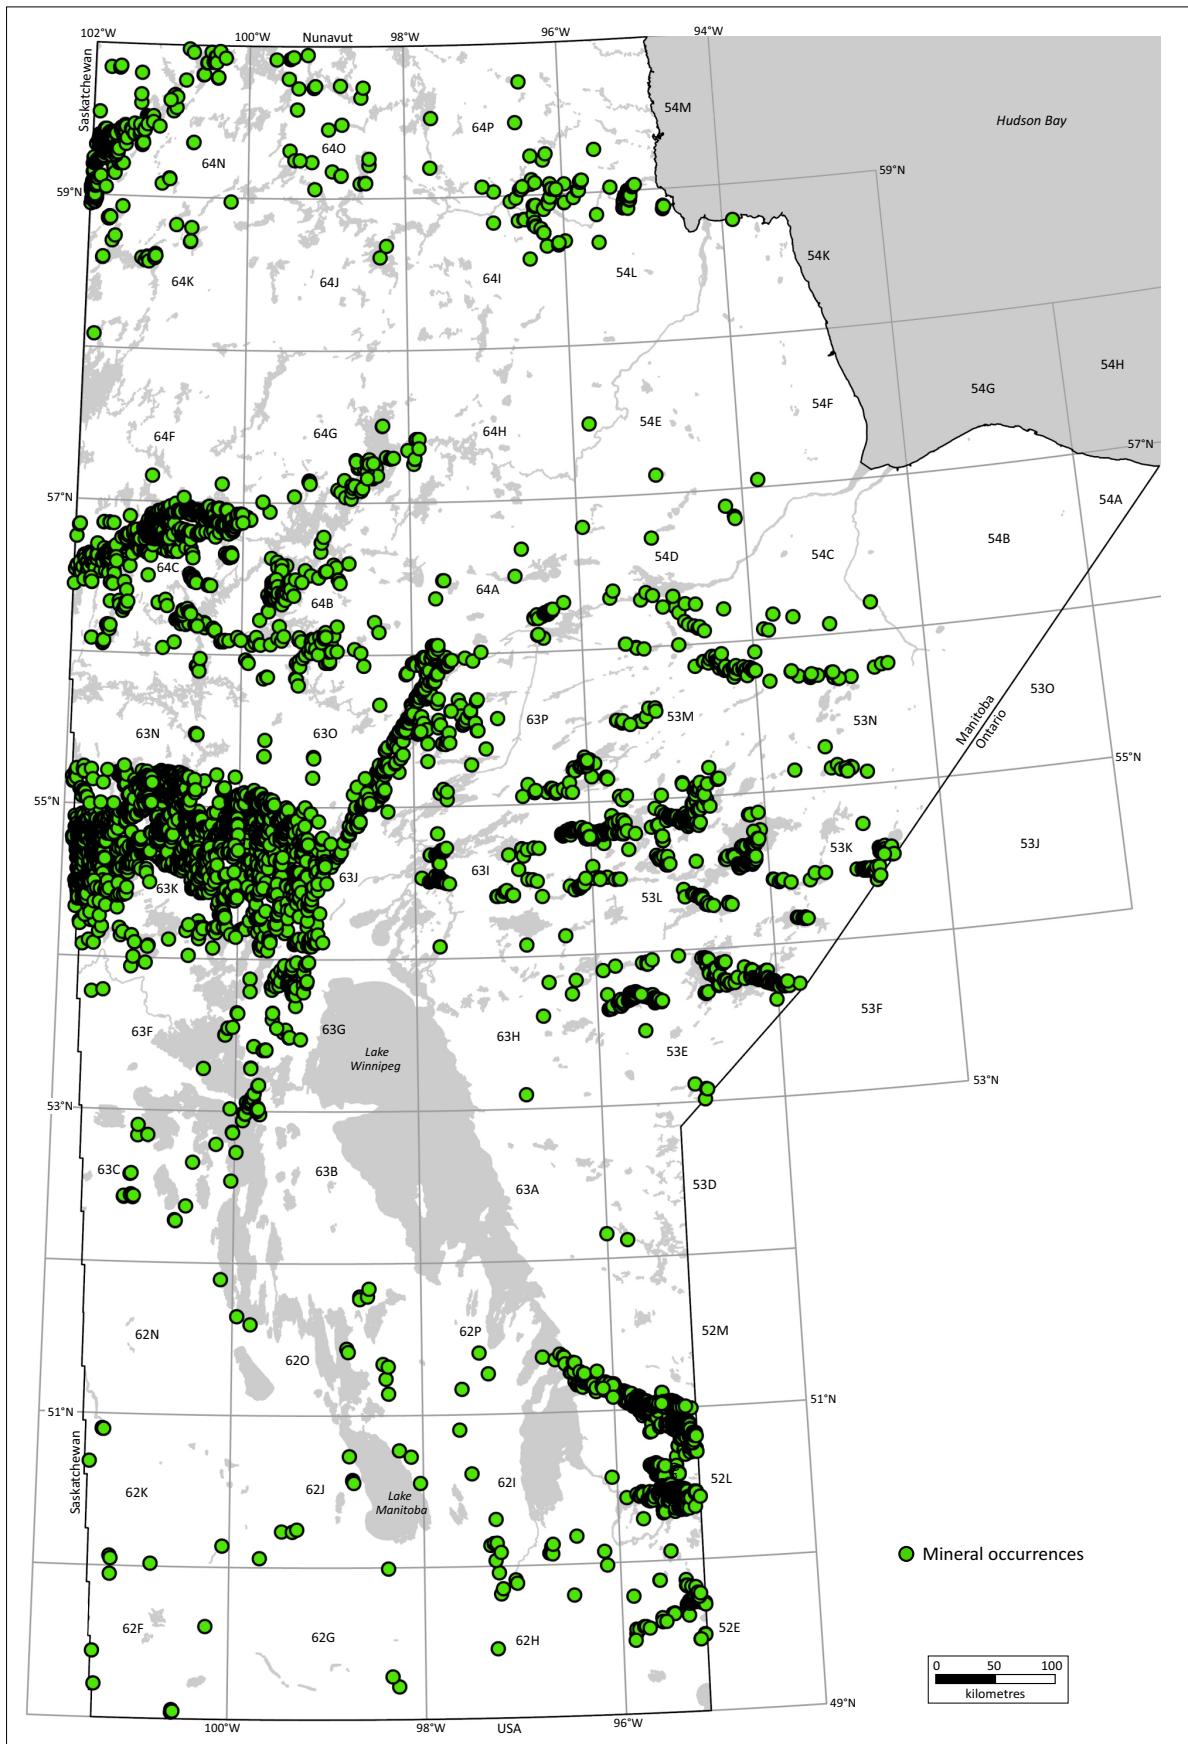 102°W
100°W
Nunavut
98°W
96°W
94°W
Saskatchewan
54M
Hudson Bay
64P
64O
64N
59°N
59°N
54K
64K
64J
64I
54L
54H
54G
54F
54E
64F
64G
64H
57°N
57°N
54A
54B
54D
54C
64C
64A
64B
53O
63P
53M
53N
63N
63O
Manitoba
Ontario
55°N
55°N
53J
53K
63K
63J
63I
53L
63F
63G
63H
53F
53E
Lake
Winnipeg
53°N
53°N
63C
63B
63A
53D
62N
62O
62P
52M
51°N
51°N
Saskatchewan
62K
62J
62I
52L
Lake
Manitoba
Mineral occurrences
62F
62G
62H
52E
0 50 100
kilometres
49°N
100°W
98°W
USA
96°W